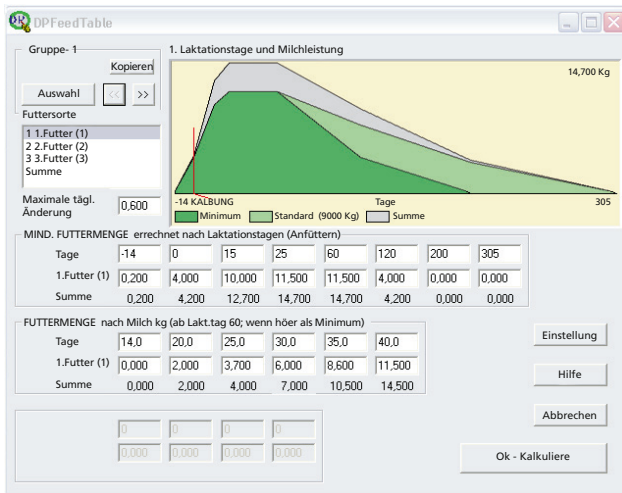 DPFeedTable
Gruppe- 1
Kopieren
Auswahl
<<
>>
Futtersorte
1 1.Futter (1)
2 2.Futter (2)
3 3.Futter (3)
Summe
Maximale tägl.
Änderung
0,600
1. Laktationstage und Milchleistung
14,700 Kg
-14 KALBUNG Tage 305
Minimum Standard (9000 Kg) Summe
MIND. FUTTERMENGE errechnet nach Laktationstagen (Anfüttern)
Tage -14 0 15 25 60 120 200 305
1.Futter (1) 0,200 4,000 10,000 11,500 11,500 4,000 0,000 0,000
Summe 0,200 4,200 12,700 14,700 14,700 4,200 0,000 0,000
FUTTERMENGE nach Milch kg (ab Lakt.tag 60; wenn höer als Minimum)
Tage 14,0 20,0 25,0 30,0 35,0 40,0
1.Futter (1) 0,000 2,000 3,700 6,000 8,600 11,500
Summe 0,000 2,000 4,000 7,000 10,500 14,500
0 0 0 0
0,000 0,000 0,000 0,000
Einstellung
Hilfe
Abbrechen
Ok - Kalkuliere